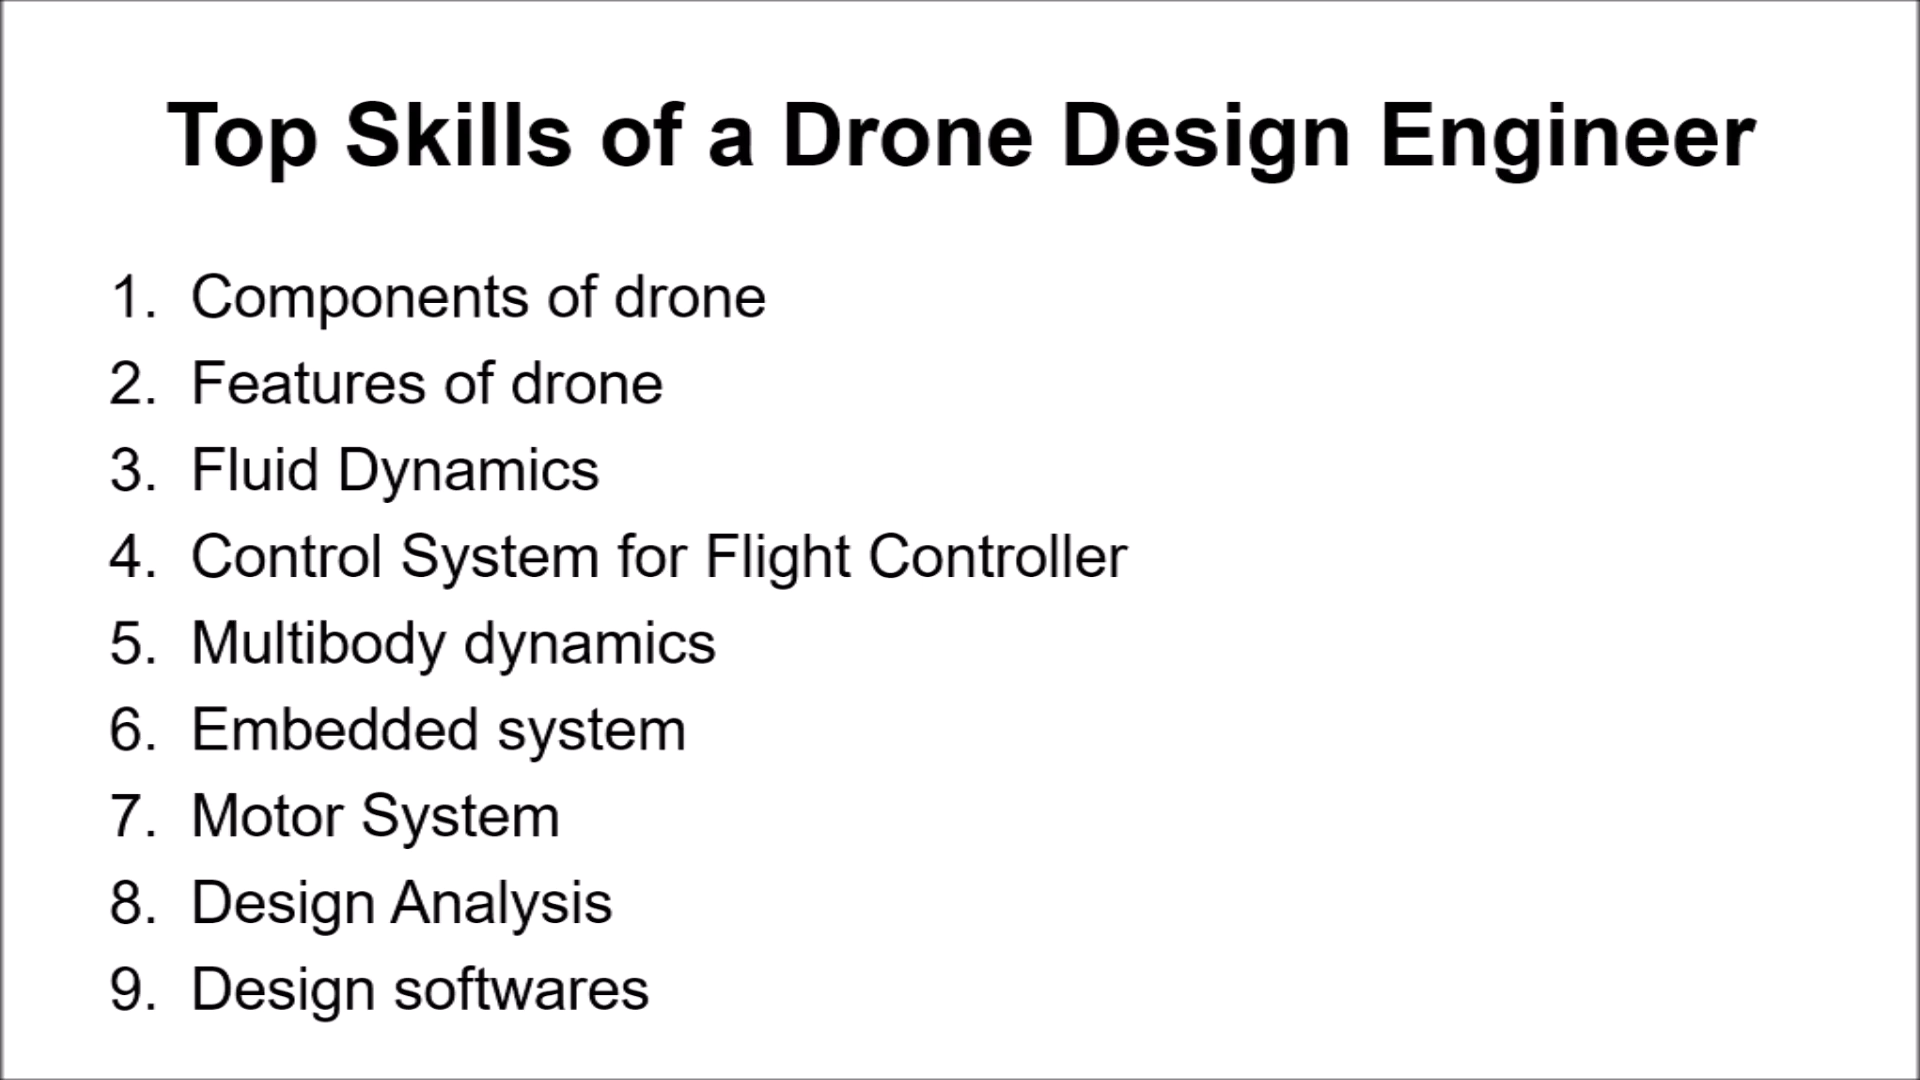 Top Skills of a Drone Design Engineer
1. Components of drone
2. Features of drone
3. Fluid Dynamics
4. Control System for Flight Controller
5. Multibody dynamics
6. Embedded system
7. Motor System
8. Design Analysis
9. Design softwares